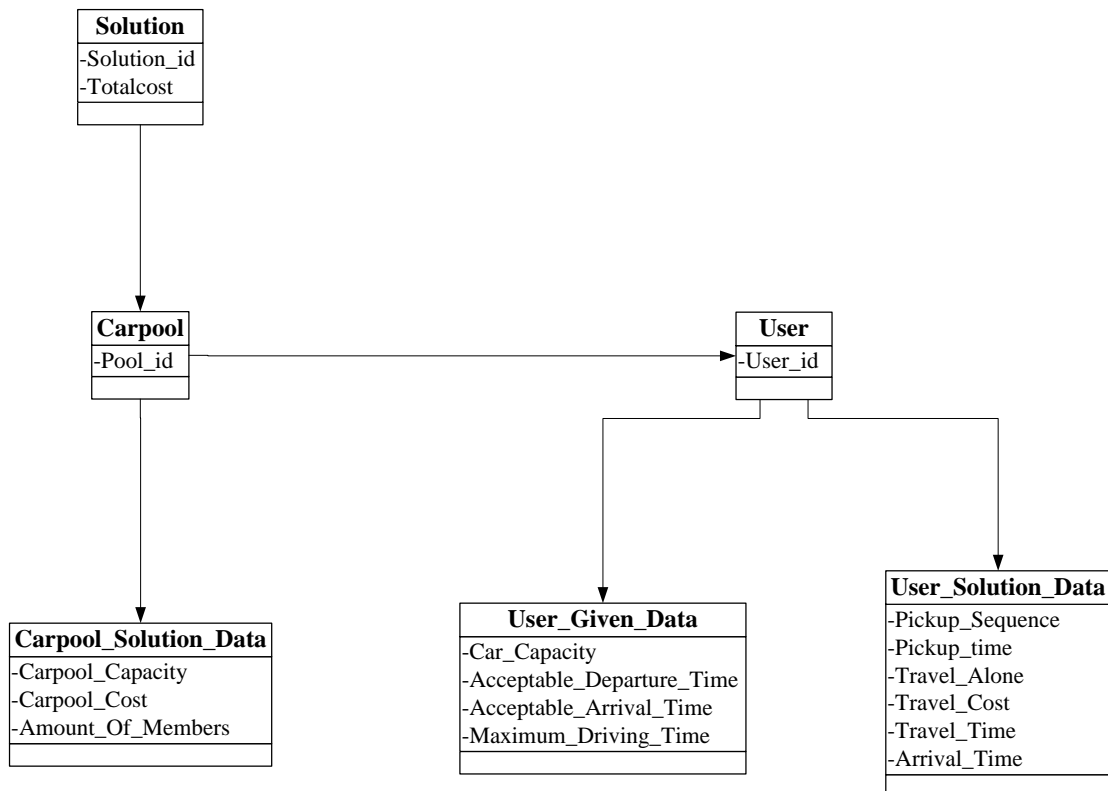 Solution
-Solution_id
-Totalcost
Carpool
-Pool_id
User
-User_id
Carpool_Solution_Data
-Carpool_Capacity
-Carpool_Cost
-Amount_Of_Members
User_Given_Data
-Car_Capacity
-Acceptable_Departure_Time
-Acceptable_Arrival_Time
-Maximum_Driving_Time
User_Solution_Data
-Pickup_Sequence
-Pickup_time
-Travel_Alone
-Travel_Cost
-Travel_Time
-Arrival_Time